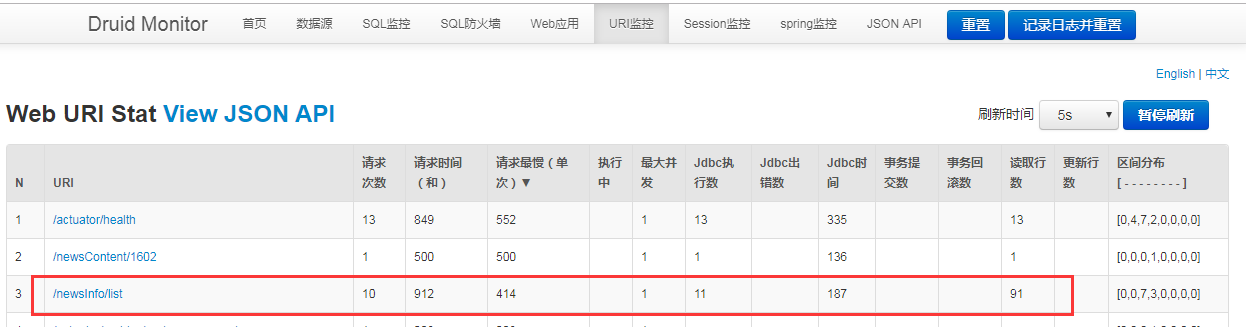 Druid Monitor 首页 数据源 SQL监控 SQL防火墙 Web应用 URI监控 Session监控 spring监控 JSON API 重置 记录日志并重置
English | 中文
Web URI Stat View JSON API 刷新时间 5s 暂停刷新
N URI 请求次数 请求时间（和） 请求最慢（单次）▼ 执行中 最大并发 Jdbc执行数 Jdbc出错数 Jdbc时间 事务提交数 事务回滚数 读取行数 更新行数 区间分布 [ - - - - - - - - ]
1 /actuator/health 13 849 552 1 13 335 13 [0,4,7,2,0,0,0,0]
2 /newsContent/1602 1 500 500 1 1 136 1 [0,0,0,1,0,0,0,0]
3 /newsInfo/list 10 912 414 1 11 187 91 [0,0,7,3,0,0,0,0]